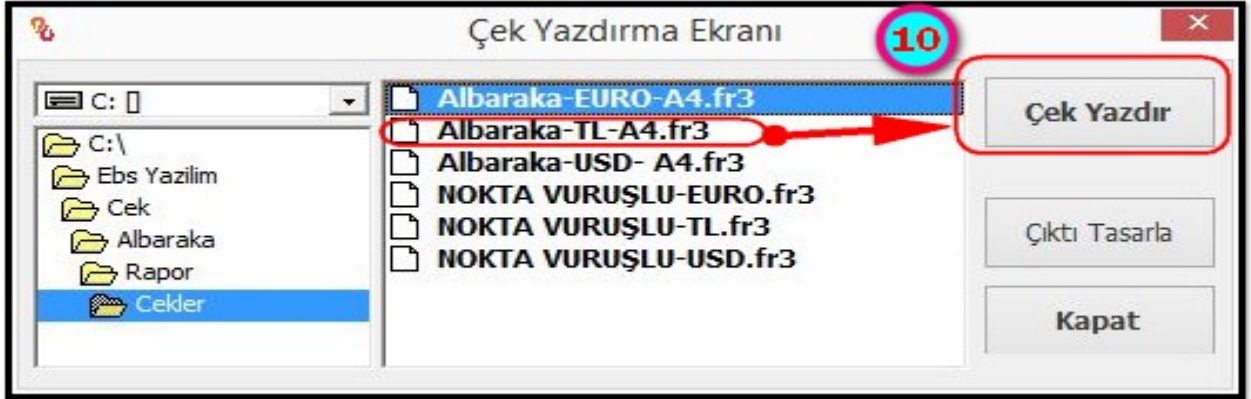 Çek Yazdırma Ekranı
10
C: []
C:\
Ebs Yazilim
Cek
Albaraka
Rapor
Cekler
Albaraka-EURO-A4.fr3
Albaraka-TL-A4.fr3
Albaraka-USD- A4.fr3
NOKTA VURUŞLU-EURO.fr3
NOKTA VURUŞLU-TL.fr3
NOKTA VURUŞLU-USD.fr3
Çek Yazdır
Çıktı Tasarla
Kapat